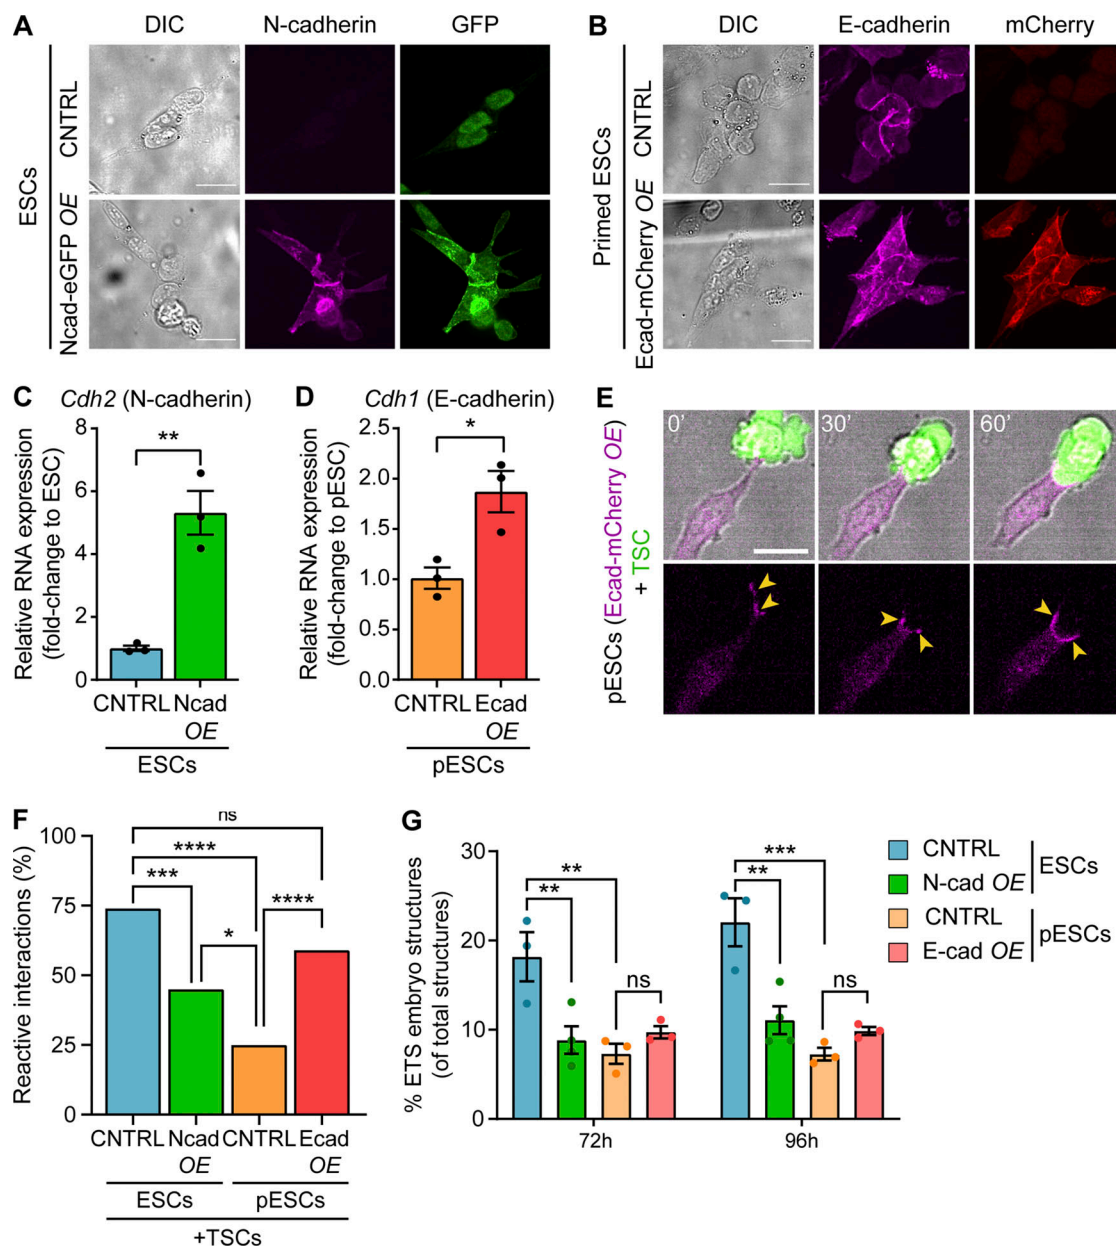 A
DIC
N-cadherin
GFP
ESCs
CNTRL
Ncad-eGFP OE
B
DIC
E-cadherin
mCherry
Primed ESCs
CNTRL
Ecad-mCherry OE
C
Cdh2 (N-cadherin)
Relative RNA expression
(fold-change to ESC)
8
6
4
2
0
**
CNTRL
Ncad
OE
ESCs
D
Cdh1 (E-cadherin)
Relative RNA expression
(fold-change to pESC)
2.5
2.0
1.5
1.0
0.5
0.0
*
CNTRL
Ecad
OE
pESCs
E
pESCs (Ecad-mCherry OE)
+ TSC
0’
30’
60’
F
Reactive interactions (%)
100
75
50
25
0
ns
****
***
****
*
CNTRL
Ncad
OE
CNTRL
Ecad
OE
ESCs
pESCs
+TSCs
G
% ETS embryo structures
(of total structures)
30
20
10
0
**
**
ns
***
**
ns
72h
96h
CNTRL
N-cad OE
ESCs
CNTRL
E-cad OE
pESCs